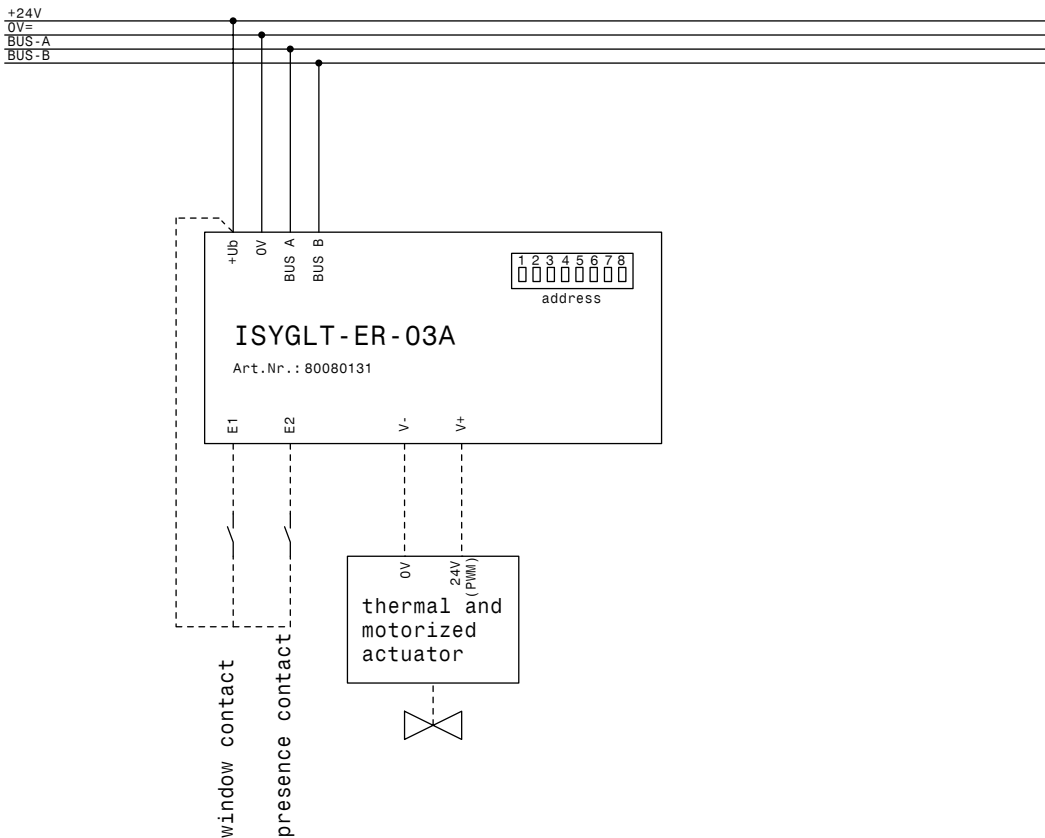 +24V
0V=
BUS-A
BUS-B
+Ub
0V
BUS A
BUS B
1 2 3 4 5 6 7 8
address
ISYGLT-ER-03A
Art.Nr.: 80080131
E1
E2
V-
V+
0V
24V
(PWM)
thermal and
motorized
actuator
window contact
presence contact